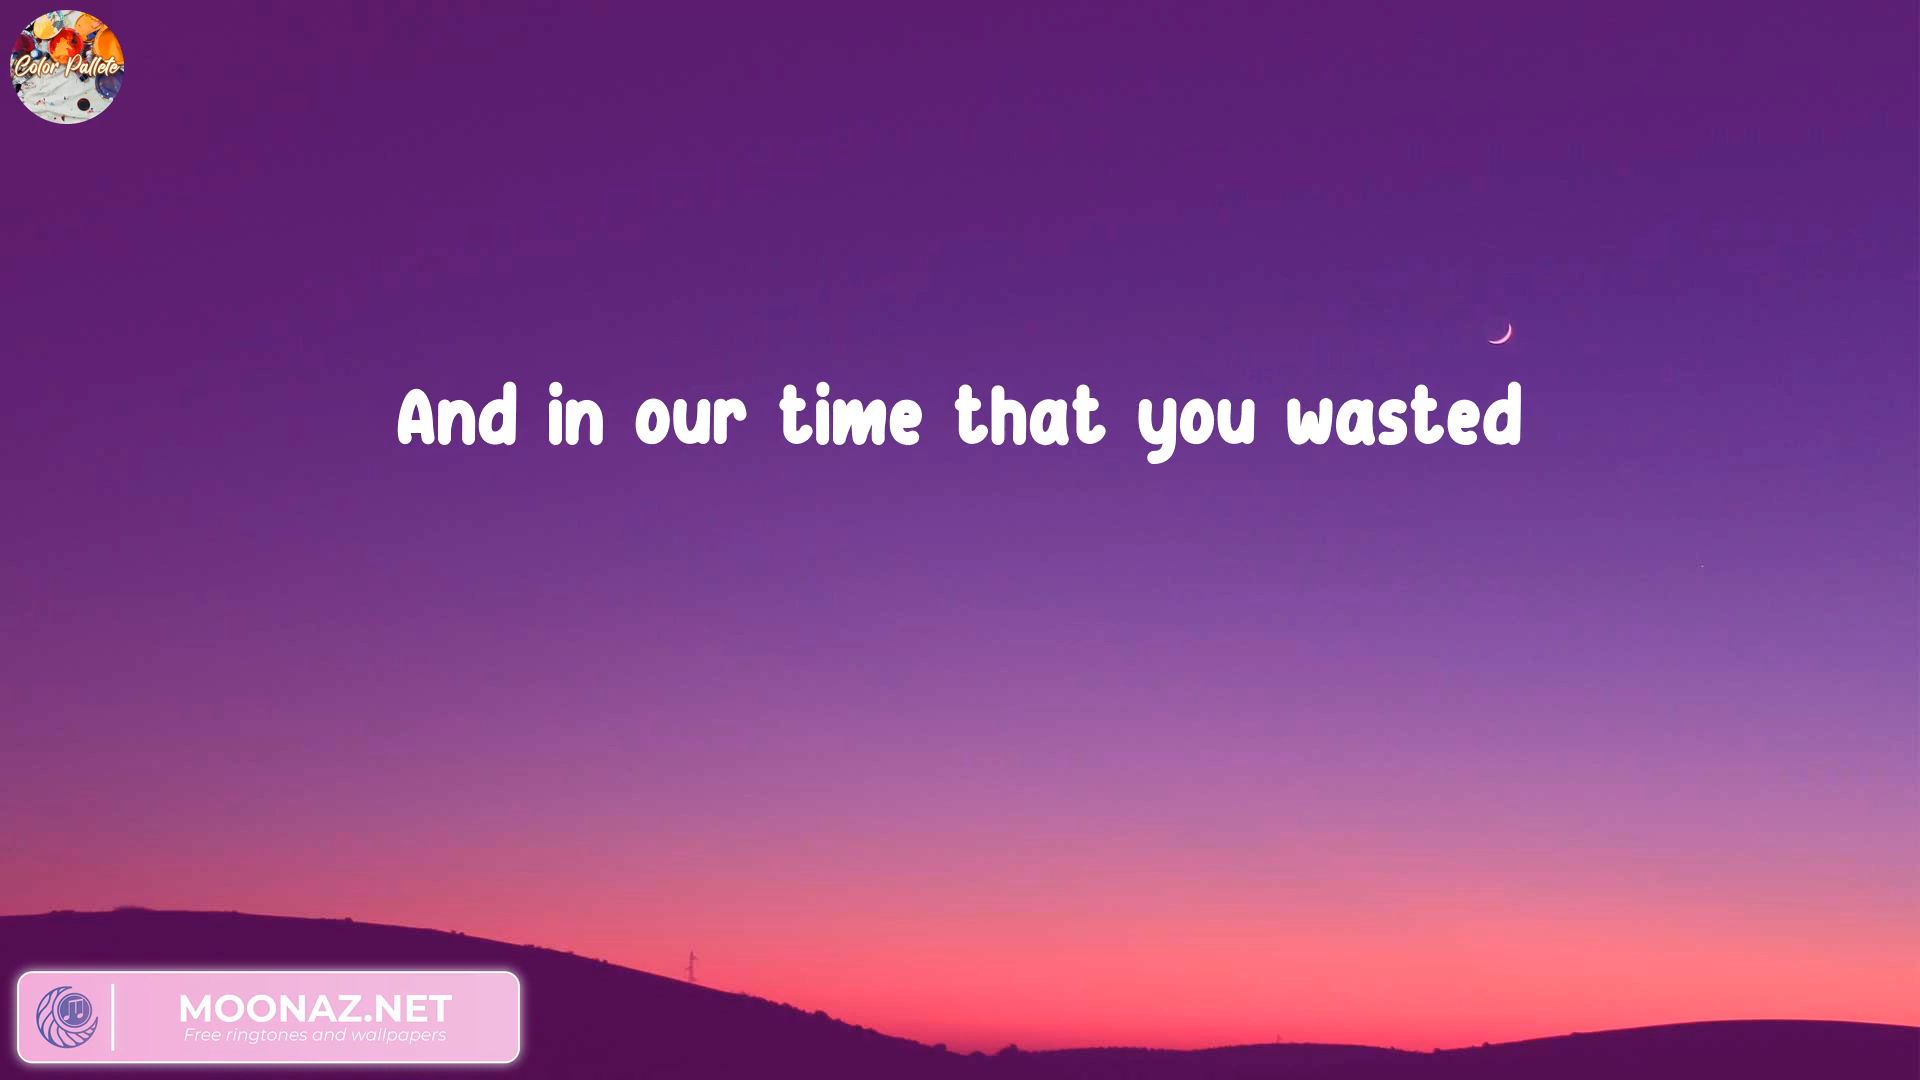 Color Pallete
And in our time that you wasted
MOONAZ.NET
Free ringtones and wallpapers